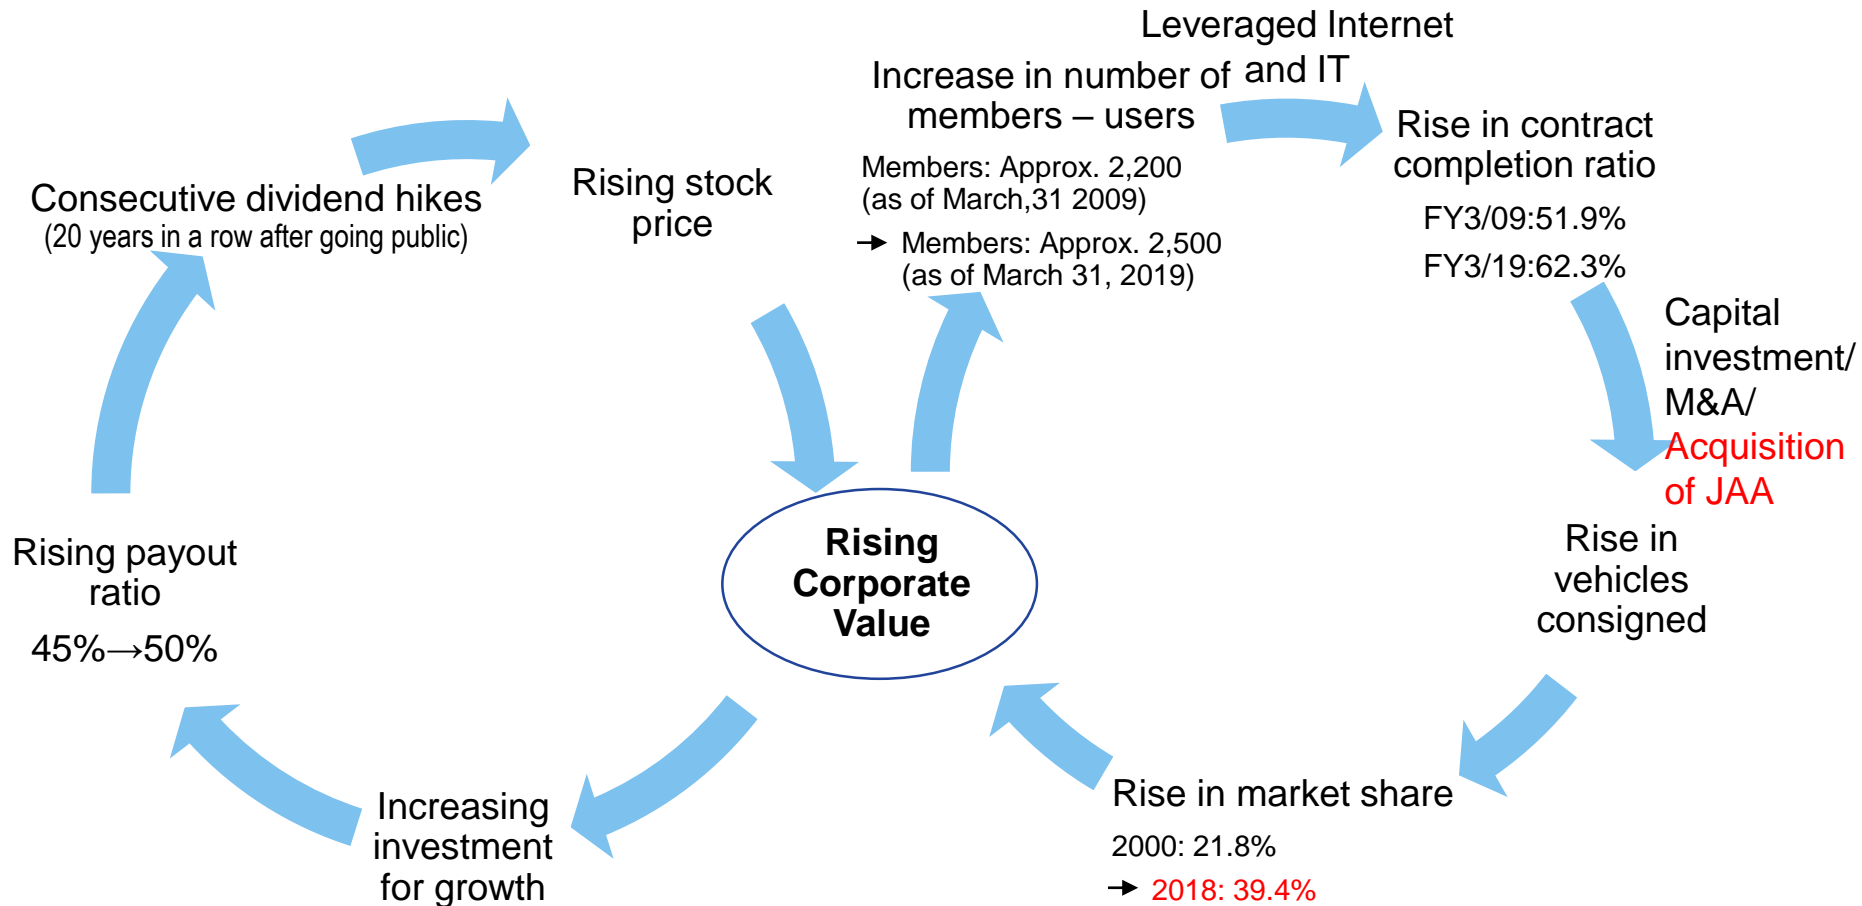 Leveraged Internet
and IT
Increase in number of
members – users
Members: Approx. 2,200
(as of March,31 2009)
→ Members: Approx. 2,500
(as of March 31, 2019)
Rise in contract
completion ratio
FY3/09:51.9%
FY3/19:62.3%
Capital
investment/
M&A/
Acquisition
of JAA
Rise in
vehicles
consigned
Rise in market share
2000: 21.8%
→ 2018: 39.4%
Rising
Corporate
Value
Increasing
investment
for growth
Rising payout
ratio
45%→50%
Consecutive dividend hikes
(20 years in a row after going public)
Rising stock
price